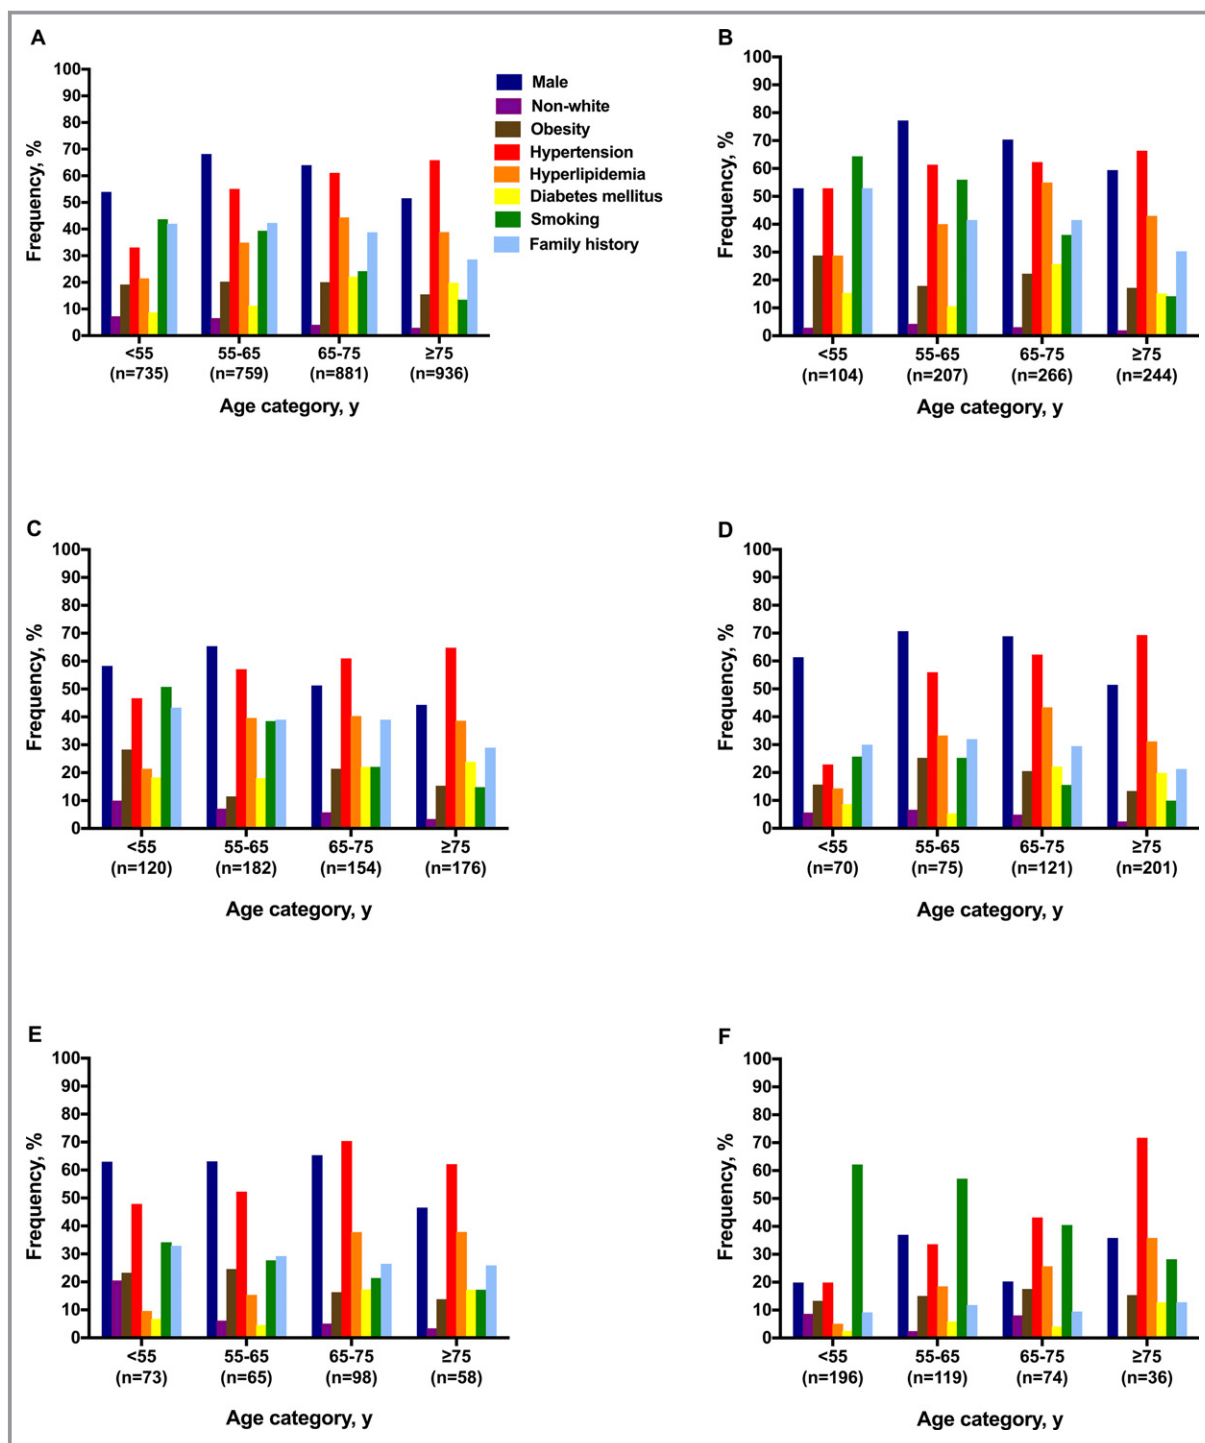 A
100
90
80
70
60
50
40
30
20
10
0
Frequency, %
<55 55-65 65-75 ≥75
(n=735) (n=759) (n=881) (n=936)
Age category, y
Male
Non-white
Obesity
Hypertension
Hyperlipidemia
Diabetes mellitus
Smoking
Family history
B
100
90
80
70
60
50
40
30
20
10
0
Frequency, %
<55 55-65 65-75 ≥75
(n=104) (n=207) (n=266) (n=244)
Age category, y
C
100
90
80
70
60
50
40
30
20
10
0
Frequency, %
<55 55-65 65-75 ≥75
(n=120) (n=182) (n=154) (n=176)
Age category, y
D
100
90
80
70
60
50
40
30
20
10
0
Frequency, %
<55 55-65 65-75 ≥75
(n=70) (n=75) (n=121) (n=201)
Age category, y
E
100
90
80
70
60
50
40
30
20
10
0
Frequency, %
<55 55-65 65-75 ≥75
(n=73) (n=65) (n=98) (n=58)
Age category, y
F
100
90
80
70
60
50
40
30
20
10
0
Frequency, %
<55 55-65 65-75 ≥75
(n=196) (n=119) (n=74) (n=36)
Age category, y